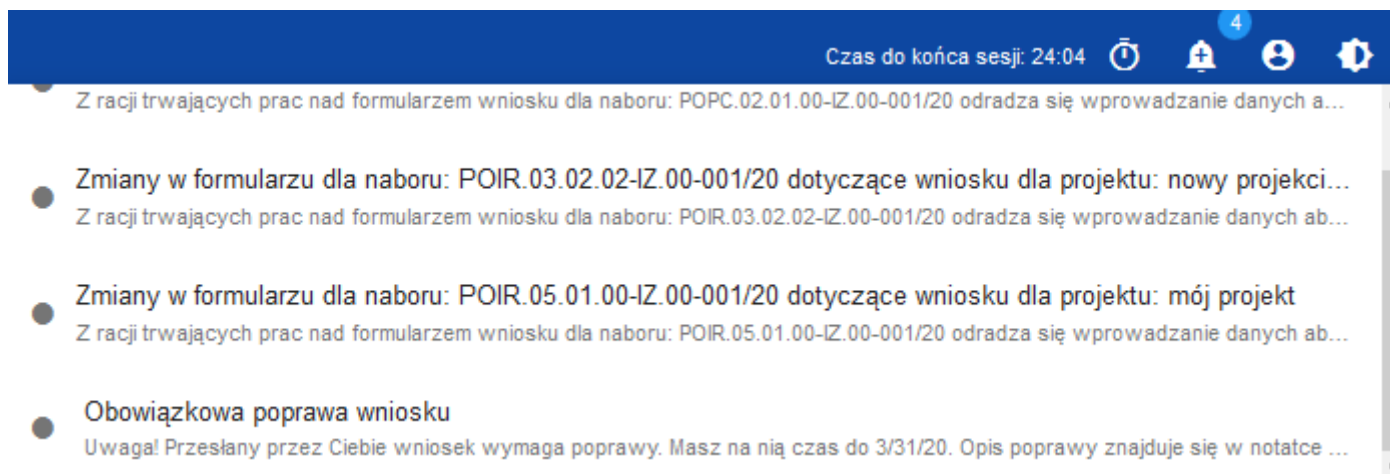 4
Czas do końca sesji: 24:04
Z racji trwających prac nad formularzem wniosku dla naboru: POPC.02.01.00-IZ.00-001/20 odradza się wprowadzanie danych a...
Zmiany w formularzu dla naboru: POIR.03.02.02-IZ.00-001/20 dotyczące wniosku dla projektu: nowy projekci...
Z racji trwających prac nad formularzem wniosku dla naboru: POIR.03.02.02-IZ.00-001/20 odradza się wprowadzanie danych ab...
Zmiany w formularzu dla naboru: POIR.05.01.00-IZ.00-001/20 dotyczące wniosku dla projektu: mój projekt
Z racji trwających prac nad formularzem wniosku dla naboru: POIR.05.01.00-IZ.00-001/20 odradza się wprowadzanie danych ab...
Obowiązkowa poprawa wniosku
Uwaga! Przesłany przez Ciebie wniosek wymaga poprawy. Masz na nią czas do 3/31/20. Opis poprawy znajduje się w notatce ...